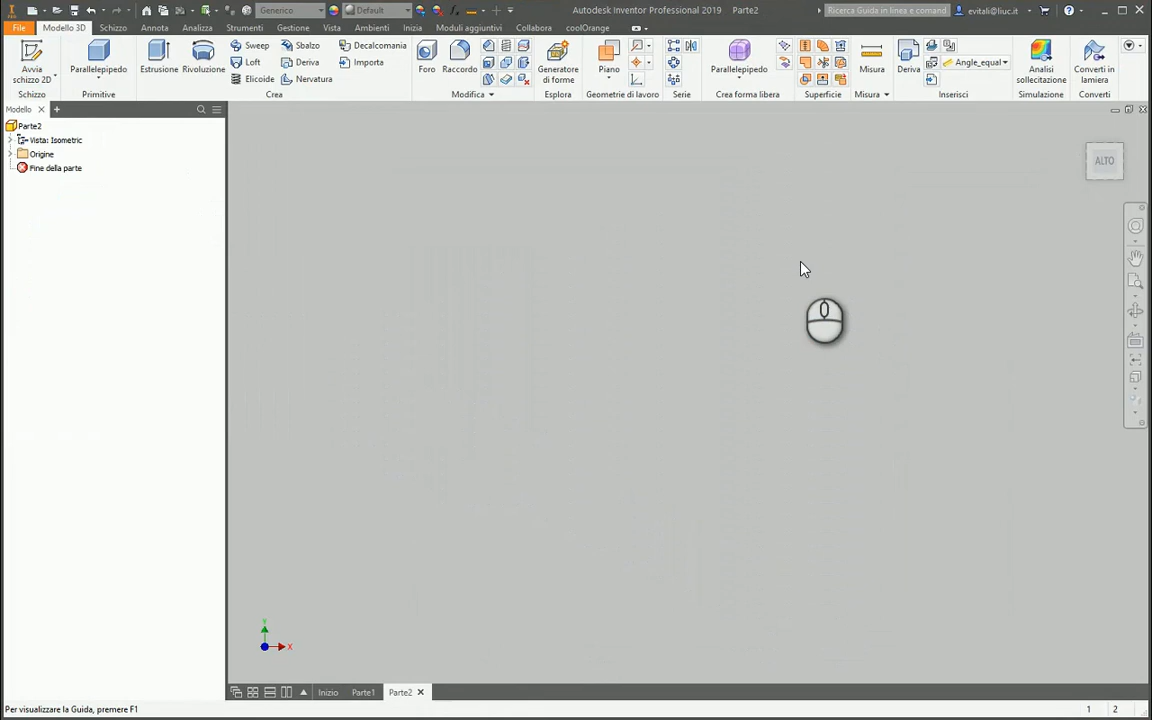 Generico Default Autodesk Inventor Professional 2019 Parte2 Ricerca Guida in linea e comand evitali@liuc.it
File Modello 3D Schizzo Annota Analizza Strumenti Gestione Vista Ambienti Inizia Moduli aggiuntivi Collabora coolOrange
Avvia schizzo 2D Parallelepipedo Estrusione Rivoluzione Sweep Sbalzo Decalcomania Foro Raccordo Generatore di forme Piano Parallelepipedo Misura Deriva Angle_equal Analisi sollecitazione Converti in lamiera
Loft Deriva Importa
Elicoide Nervatura
Schizzo Primitive Crea Modifica Esplora Geometrie di lavoro Serie Crea forma libera Superficie Misura Inserisci Simulazione Converti
Modello
Parte2
Vista: Isometric
Origine
Fine della parte
ALTO
Y
X
Inizio Parte1 Parte2
Per visualizzare la Guida, premere F1 1 2